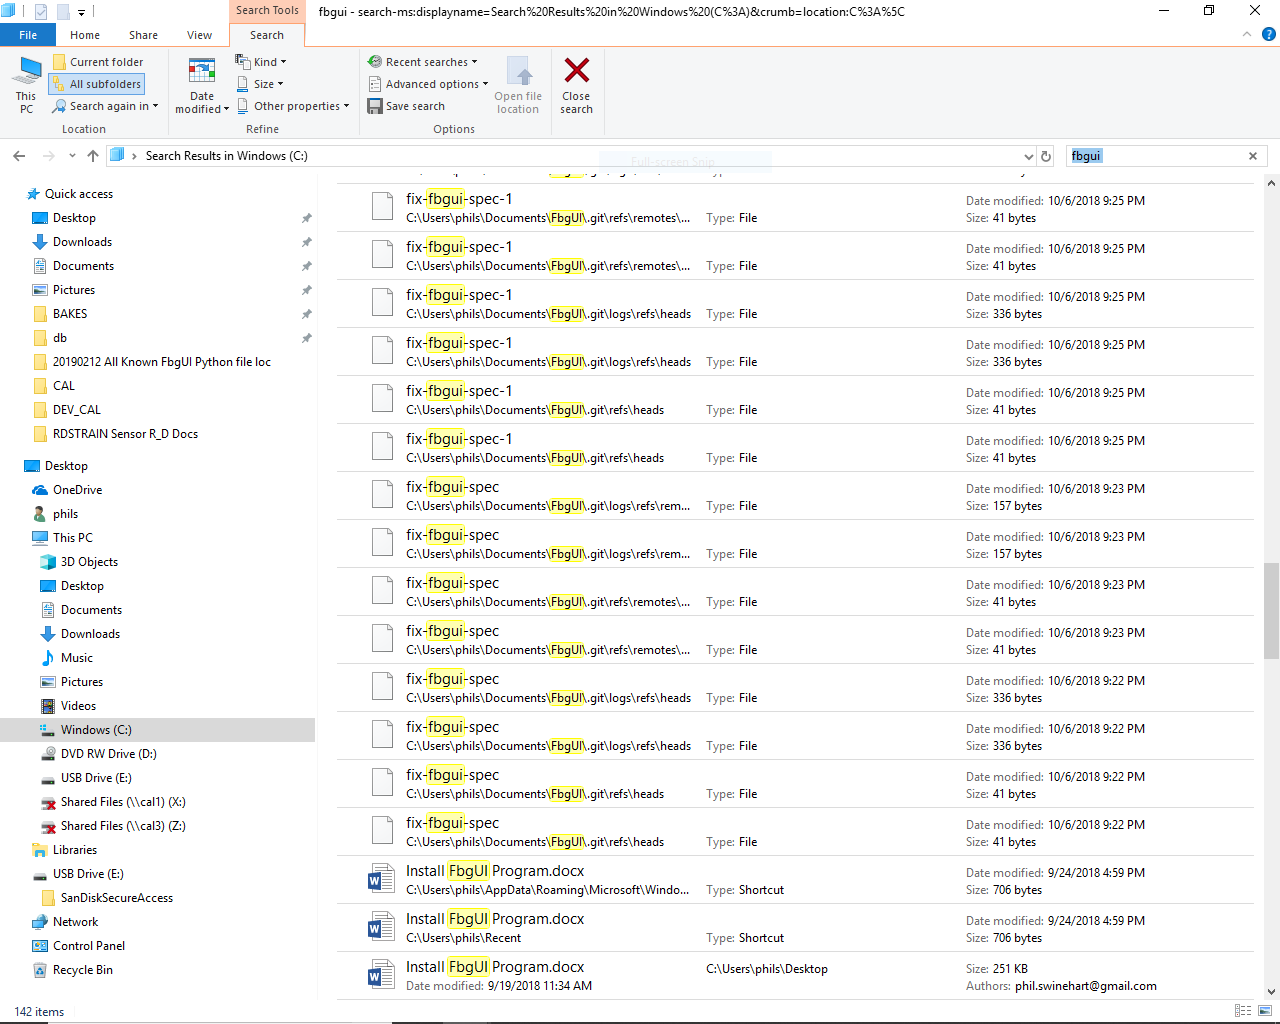 Search Tools
fbgui - search-ms:displayname=Search%20Results%20in%20Windows%20(C%3A)&crumb=location:C%3A%5C
File Home Share View Search
This PC
Current folder
All subfolders
Search again in
Location
Date modified
Kind
Size
Other properties
Refine
Recent searches
Advanced options
Save search
Options
Open file location
Close search
Search Results in Windows (C:)
Full-screen Snip
fbgui
Quick access
Desktop
Downloads
Documents
Pictures
BAKES
db
20190212 All Known FbgUI Python file loc
CAL
DEV_CAL
RDSTRAIN Sensor R_D Docs
Desktop
OneDrive
phils
This PC
3D Objects
Desktop
Documents
Downloads
Music
Pictures
Videos
Windows (C:)
DVD RW Drive (D:)
USB Drive (E:)
Shared Files (\\cal1) (X:)
Shared Files (\\cal3) (Z:)
Libraries
USB Drive (E:)
SanDiskSecureAccess
Network
Control Panel
Recycle Bin
fix-fbgui-spec-1 Date modified: 10/6/2018 9:25 PM
C:\Users\phils\Documents\FbgUI\.git\refs\remotes\... Type: File Size: 41 bytes
fix-fbgui-spec-1 Date modified: 10/6/2018 9:25 PM
C:\Users\phils\Documents\FbgUI\.git\refs\remotes\... Type: File Size: 41 bytes
fix-fbgui-spec-1 Date modified: 10/6/2018 9:25 PM
C:\Users\phils\Documents\FbgUI\.git\logs\refs\heads Type: File Size: 336 bytes
fix-fbgui-spec-1 Date modified: 10/6/2018 9:25 PM
C:\Users\phils\Documents\FbgUI\.git\logs\refs\heads Type: File Size: 336 bytes
fix-fbgui-spec-1 Date modified: 10/6/2018 9:25 PM
C:\Users\phils\Documents\FbgUI\.git\refs\heads Type: File Size: 41 bytes
fix-fbgui-spec-1 Date modified: 10/6/2018 9:25 PM
C:\Users\phils\Documents\FbgUI\.git\refs\heads Type: File Size: 41 bytes
fix-fbgui-spec Date modified: 10/6/2018 9:23 PM
C:\Users\phils\Documents\FbgUI\.git\logs\refs\rem... Type: File Size: 157 bytes
fix-fbgui-spec Date modified: 10/6/2018 9:23 PM
C:\Users\phils\Documents\FbgUI\.git\logs\refs\rem... Type: File Size: 157 bytes
fix-fbgui-spec Date modified: 10/6/2018 9:23 PM
C:\Users\phils\Documents\FbgUI\.git\refs\remotes\... Type: File Size: 41 bytes
fix-fbgui-spec Date modified: 10/6/2018 9:23 PM
C:\Users\phils\Documents\FbgUI\.git\refs\remotes\... Type: File Size: 41 bytes
fix-fbgui-spec Date modified: 10/6/2018 9:22 PM
C:\Users\phils\Documents\FbgUI\.git\logs\refs\heads Type: File Size: 336 bytes
fix-fbgui-spec Date modified: 10/6/2018 9:22 PM
C:\Users\phils\Documents\FbgUI\.git\logs\refs\heads Type: File Size: 336 bytes
fix-fbgui-spec Date modified: 10/6/2018 9:22 PM
C:\Users\phils\Documents\FbgUI\.git\refs\heads Type: File Size: 41 bytes
fix-fbgui-spec Date modified: 10/6/2018 9:22 PM
C:\Users\phils\Documents\FbgUI\.git\refs\heads Type: File Size: 41 bytes
Install FbgUI Program.docx Date modified: 9/24/2018 4:59 PM
C:\Users\phils\AppData\Roaming\Microsoft\Windo... Type: Shortcut Size: 706 bytes
Install FbgUI Program.docx Date modified: 9/24/2018 4:59 PM
C:\Users\phils\Recent Type: Shortcut Size: 706 bytes
Install FbgUI Program.docx C:\Users\phils\Desktop Size: 251 KB
Date modified: 9/19/2018 11:34 AM Authors: phil.swinehart@gmail.com
142 items